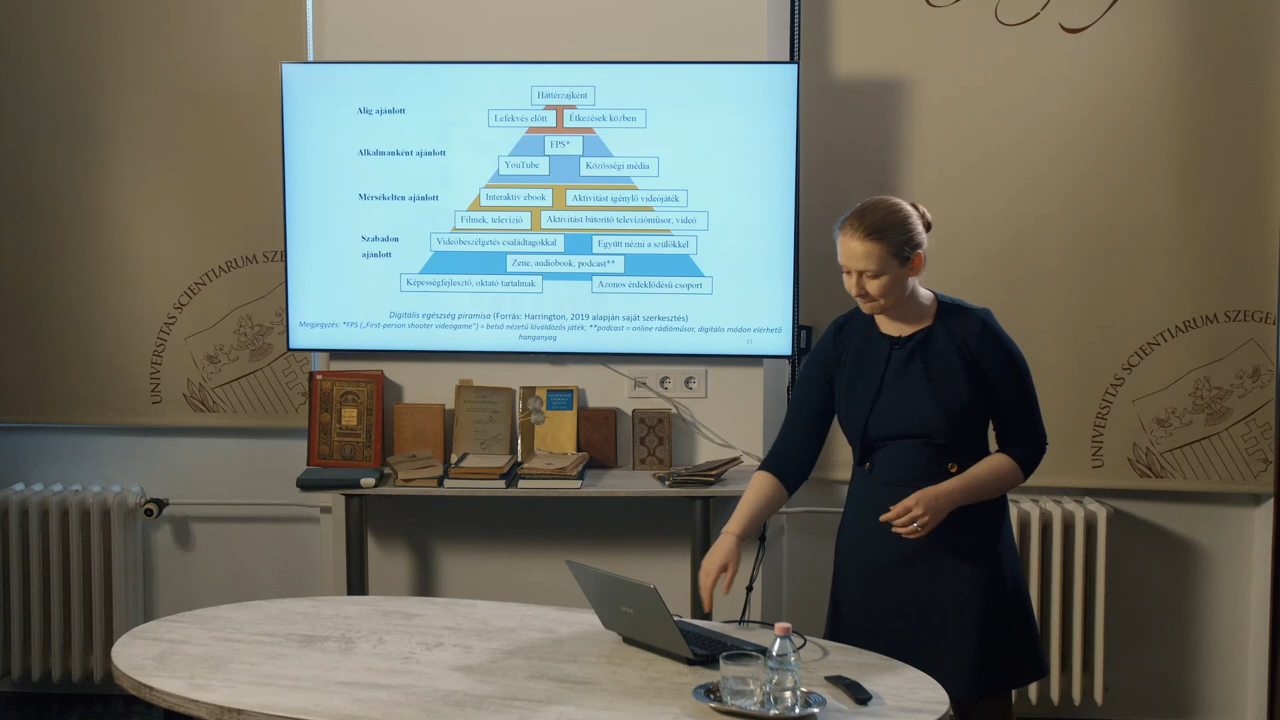 Háttérzajként
Alig ajánlott
Lefekvés előtt
Étkezések közben
FPS*
Alkalmanként ajánlott
YouTube
Közösségi média
Mérsékelten ajánlott
Interaktív ebook
Aktivitást igénylő videójáték
Filmek, televízió
Aktivitást bátorító televízióműsor, videó
Szabadon
ajánlott
Videóbeszélgetés családtagokkal
Együtt nézni a szülőkkel
Zene, audiobook, podcast**
Képességfejlesztő, oktató tartalmak
Azonos érdeklődésű csoport
Digitális egészség piramisa (Forrás: Harrington, 2019 alapján saját szerkesztés)
Megjegyzés: *FPS („First-person shooter videogame") = belső nézetű lövöldözős játék; **podcast = online rádióműsor, digitális módon elérhető
hanganyag
UNIVERSITAS SCIENTIARUM SZE
UNIVERSITAS SCIENTIARUM SZEGE